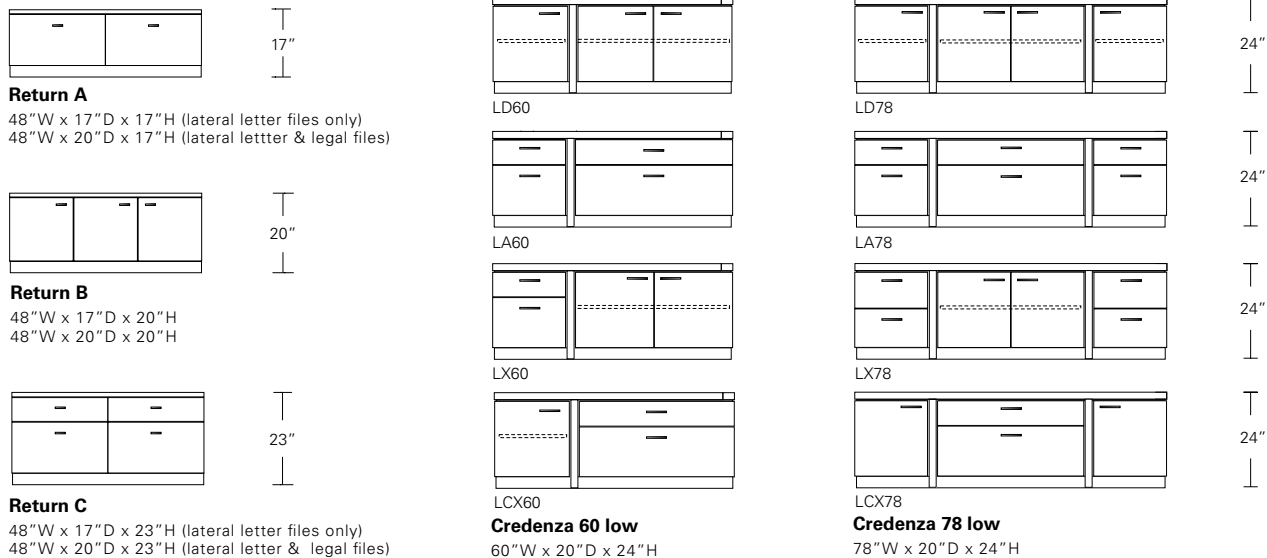 17”
Return A
48”W x 17”D x 17”H (lateral letter files only)
48”W x 20”D x 17”H (lateral lettter & legal files)
20”
Return B
48”W x 17”D x 20”H
48”W x 20”D x 20”H
23”
Return C
48”W x 17”D x 23”H (lateral letter files only)
48”W x 20”D x 23”H (lateral letter & legal files)
LD60
LA60
LX60
LCX60
Credenza 60 low
60”W x 20”D x 24”H
24”
LD78
24”
LA78
24”
LX78
24”
LCX78
Credenza 78 low
78”W x 20”D x 24”H